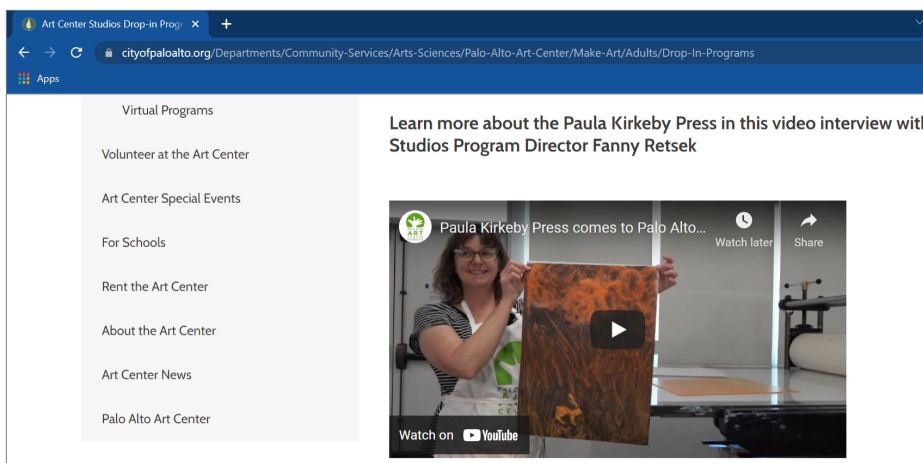 Art Center Studios Drop-in Progr
cityofpaloalto.org/Departments/Community-Services/Arts-Sciences/Palo-Alto-Art-Center/Make-Art/Adults/Drop-In-Programs
Apps
Virtual Programs
Volunteer at the Art Center
Art Center Special Events
For Schools
Rent the Art Center
About the Art Center
Art Center News
Palo Alto Art Center
Learn more about the Paula Kirkeby Press in this video interview with
Studios Program Director Fanny Retsek
Paula Kirkeby Press comes to Palo Alto...
Watch later
Share
ART
PALO
Watch on YouTube